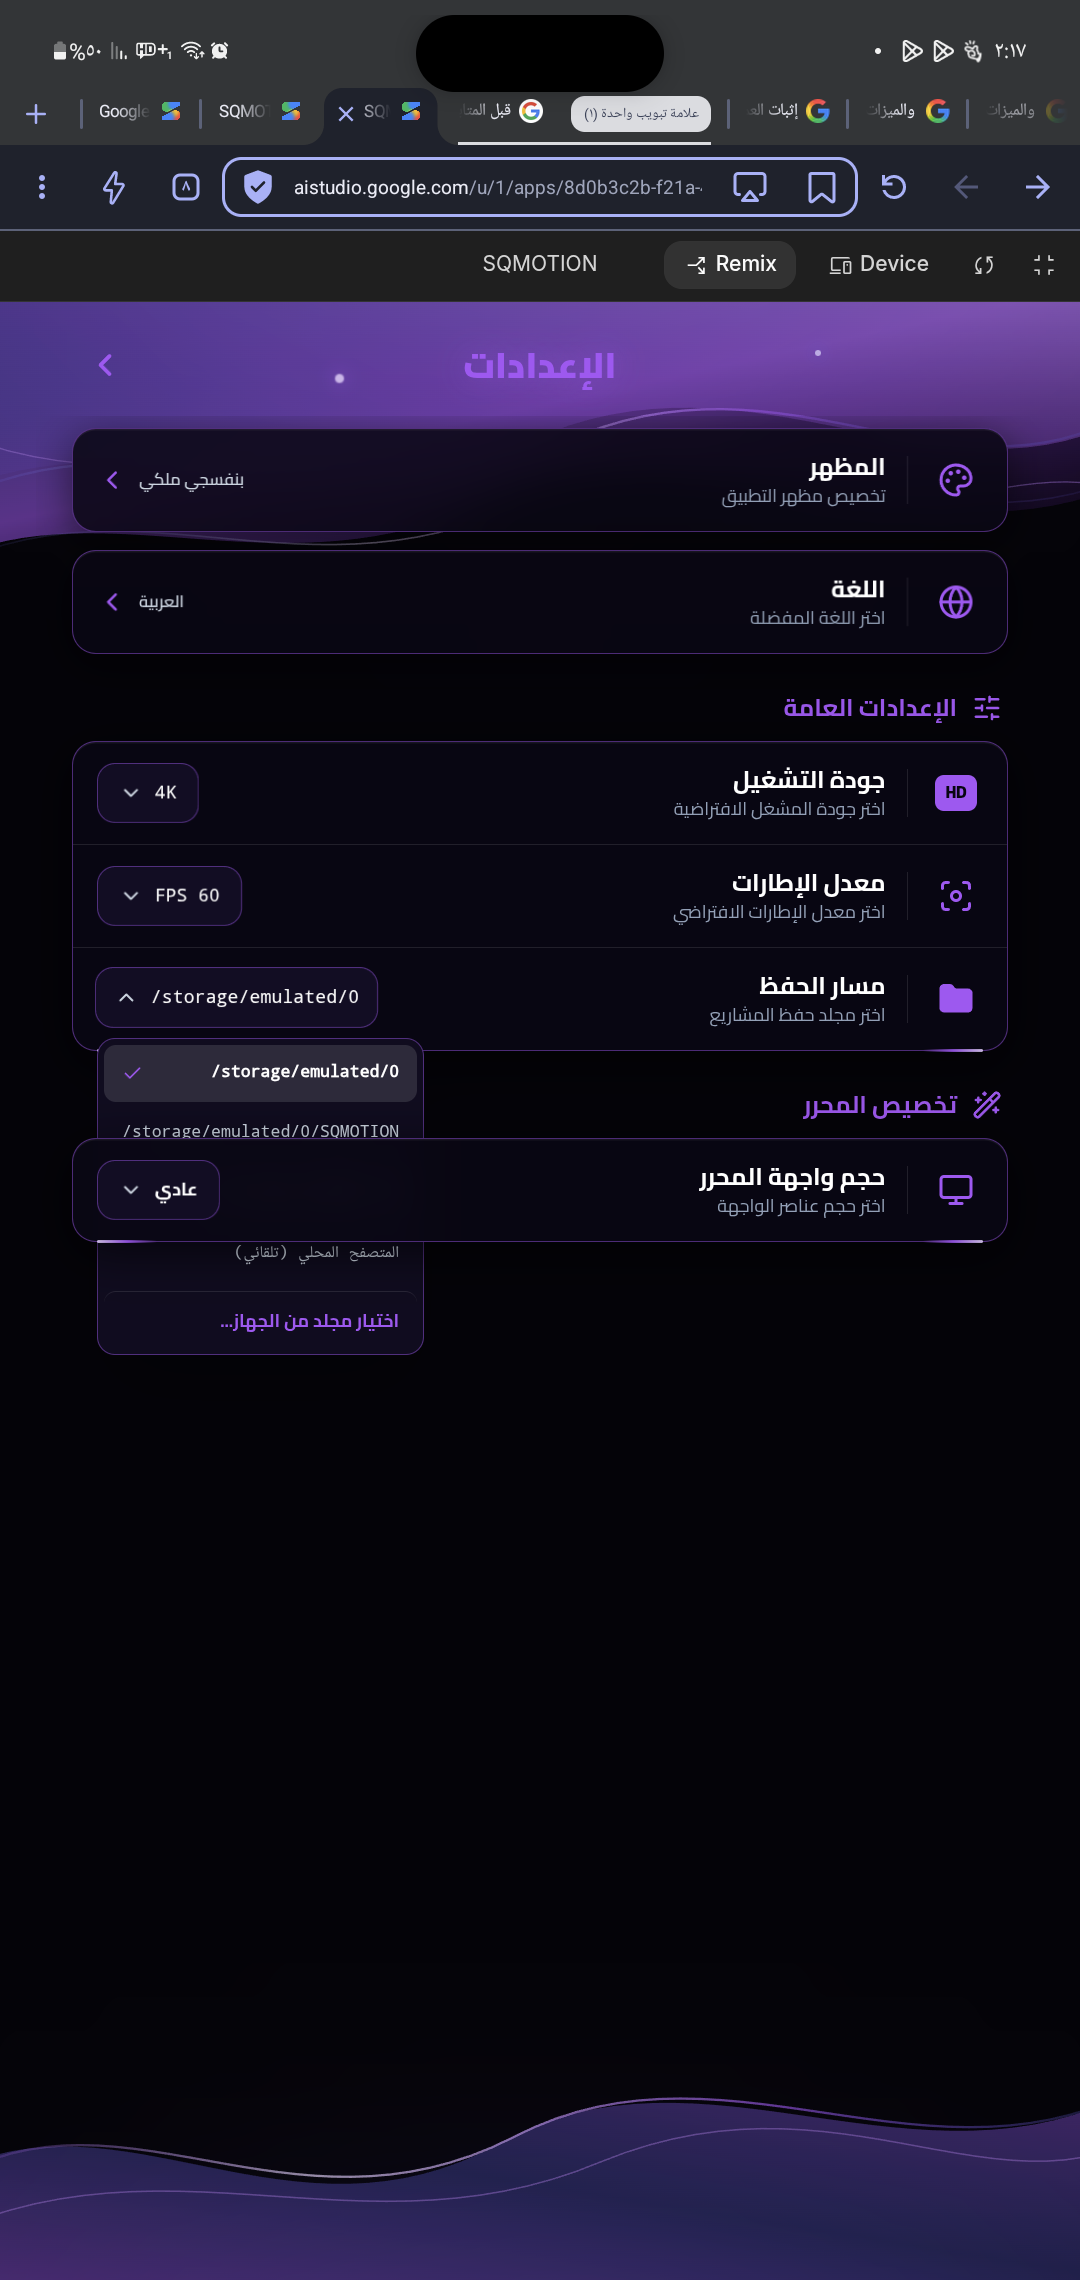 ٢:١٧
%٥٠
Google
SQMO
SQ
قبل المتا
علامة تبويب واحدة (١)
إثبات الع
والميزات
والميزات
aistudio.google.com/u/1/apps/8d0b3c2b-f21a-
SQMOTION
Remix
Device
الإعدادات
المظهر
تخصيص مظهر التطبيق
بنفسجي ملكي
اللغة
اختر اللغة المفضلة
العربية
الإعدادات العامة
جودة التشغيل
اختر جودة المشغل الافتراضية
HD
4K
معدل الإطارات
اختر معدل الإطارات الافتراضي
FPS 60
مسار الحفظ
اختر مجلد حفظ المشاريع
/storage/emulated/0
/storage/emulated/0
/storage/emulated/0/SQMOTION
تخصيص المحرر
حجم واجهة المحرر
اختر حجم عناصر الواجهة
عادي
المتصفح المحلي (تلقائي)
اختيار مجلد من الجهاز...